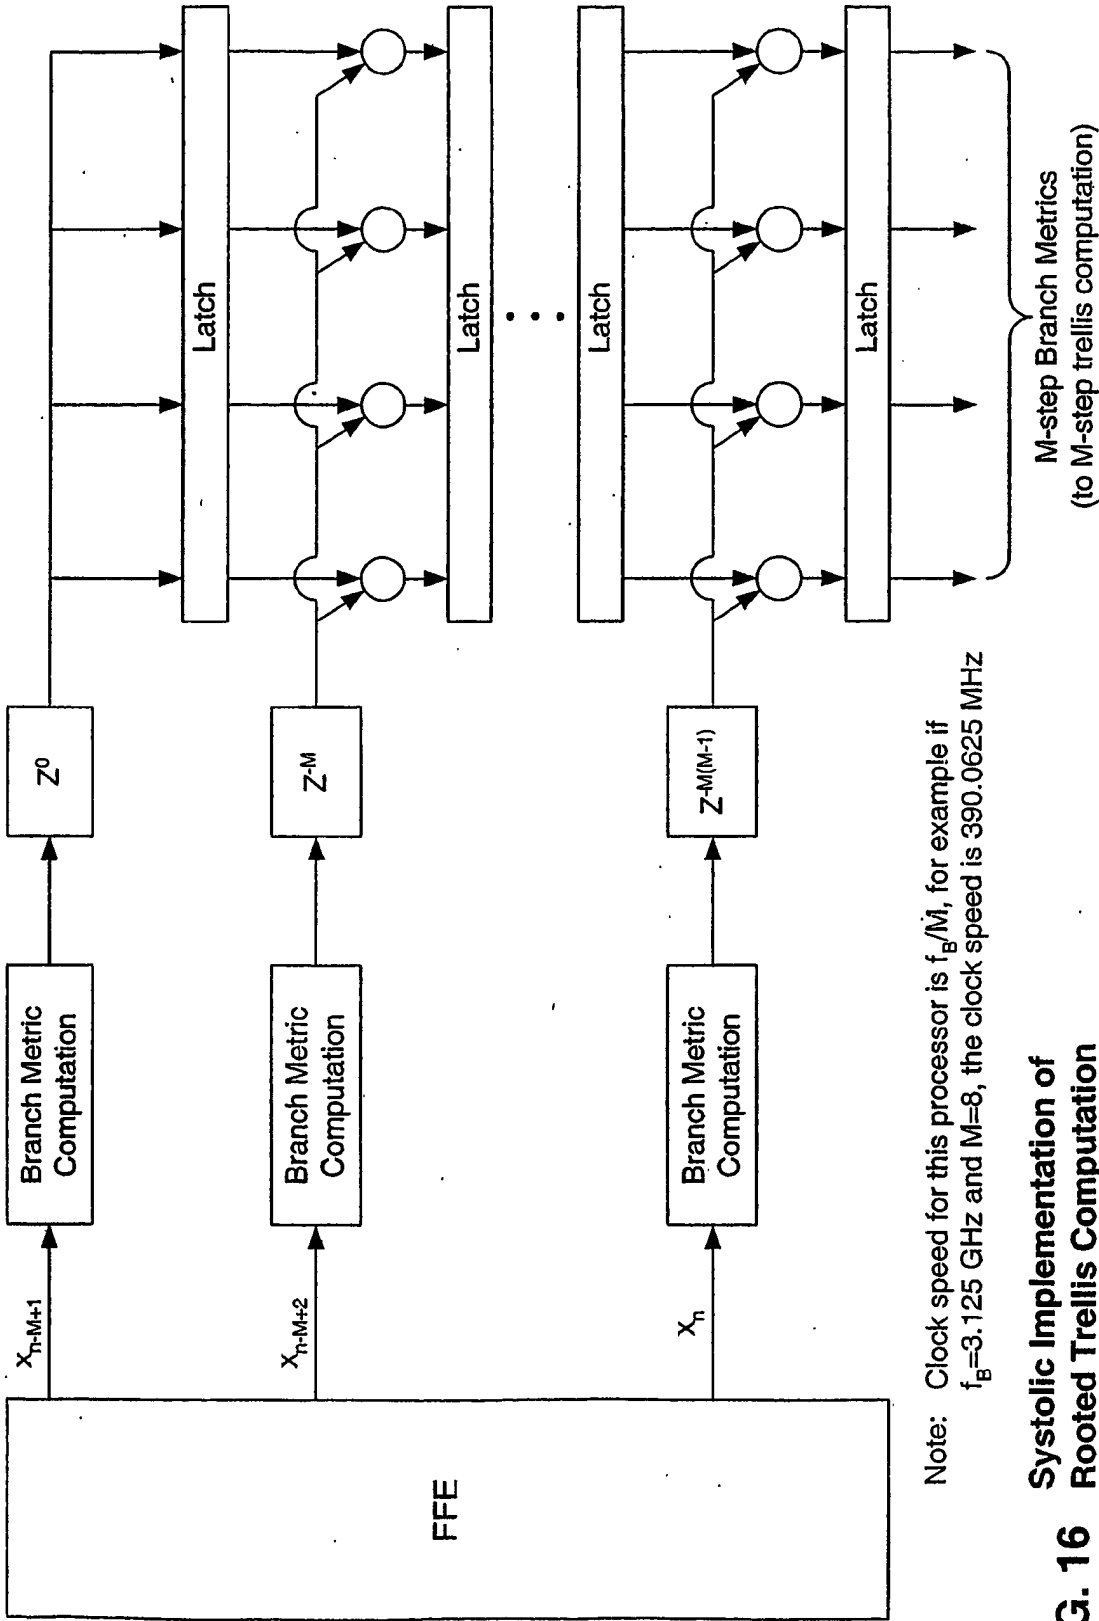 FFE
X_{n-M+1}
Branch Metric
Computation
Z^0
Latch
X_{n-M+2}
Branch Metric
Computation
Z^{-M}
Latch
Latch
X_n
Branch Metric
Computation
Z^{-M(M-1)}
Latch
M-step Branch Metrics
(to M-step trellis computation)
Note: Clock speed for this processor is f_B/M, for example if
f_B=3.125 GHz and M=8, the clock speed is 390.0625 MHz
G. 16 Systolic Implementation of
Rooted Trellis Computation